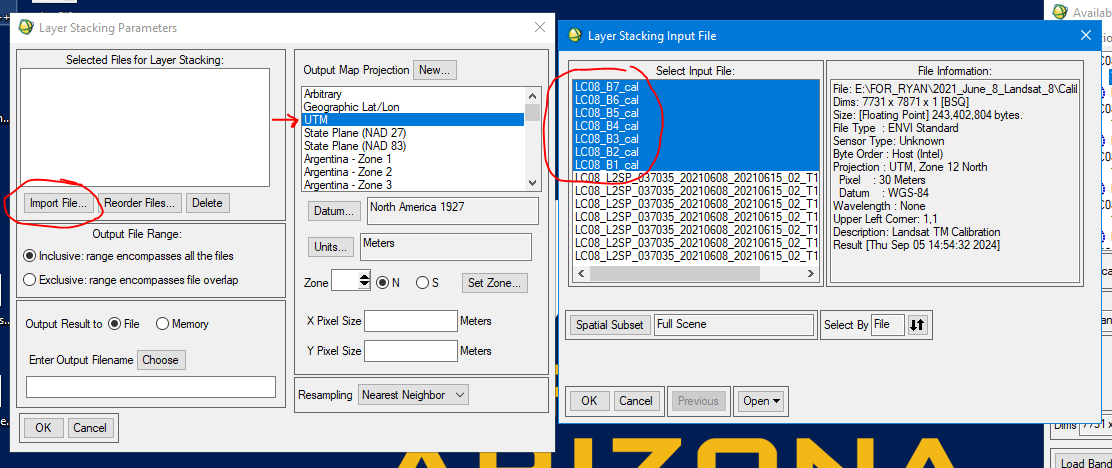 Layer Stacking Parameters
Selected Files for Layer Stacking:
Import File...
Reorder Files...
Delete
Output File Range:
Inclusive: range encompasses all the files
Exclusive: range encompasses file overlap
Output Result to
File
Memory
Enter Output Filename
Choose
OK
Cancel
Output Map Projection
New...
Arbitrary
Geographic Lat/Lon
UTM
State Plane (NAD 27)
State Plane (NAD 83)
Argentina - Zone 1
Argentina - Zone 2
Argentina - Zone 3
Datum...
North America 1927
Units...
Meters
Zone
N
S
Set Zone...
X Pixel Size
Meters
Y Pixel Size
Meters
Resampling
Nearest Neighbor
Layer Stacking Input File
Select Input File:
LC08_B7_cal
LC08_B6_cal
LC08_B5_cal
LC08_B4_cal
LC08_B3_cal
LC08_B2_cal
LC08_B1_cal
LC08_L2SP_037035_20210608_20210615_02_T1
LC08_L2SP_037035_20210608_20210615_02_T1
LC08_L2SP_037035_20210608_20210615_02_T1
LC08_L2SP_037035_20210608_20210615_02_T1
LC08_L2SP_037035_20210608_20210615_02_T1
LC08_L2SP_037035_20210608_20210615_02_T1
LC08_L2SP_037035_20210608_20210615_02_T1
File Information:
File: E:\FOR_RYAN\2021_June_8_Landsat_8\Cali
Dims: 7731 x 7871 x 1 [BSQ]
Size: [Floating Point] 243,402,804 bytes.
File Type : ENVI Standard
Sensor Type: Unknown
Byte Order : Host (Intel)
Projection : UTM, Zone 12 North
Pixel : 30 Meters
Datum : WGS-84
Wavelength : None
Upper Left Corner: 1,1
Description: Landsat TM Calibration
Result [Thu Sep 05 14:54:32 2024]
Spatial Subset
Full Scene
Select By
File
OK
Cancel
Previous
Open
Availab
Dims
7731 x
Load Band
ARIZONA